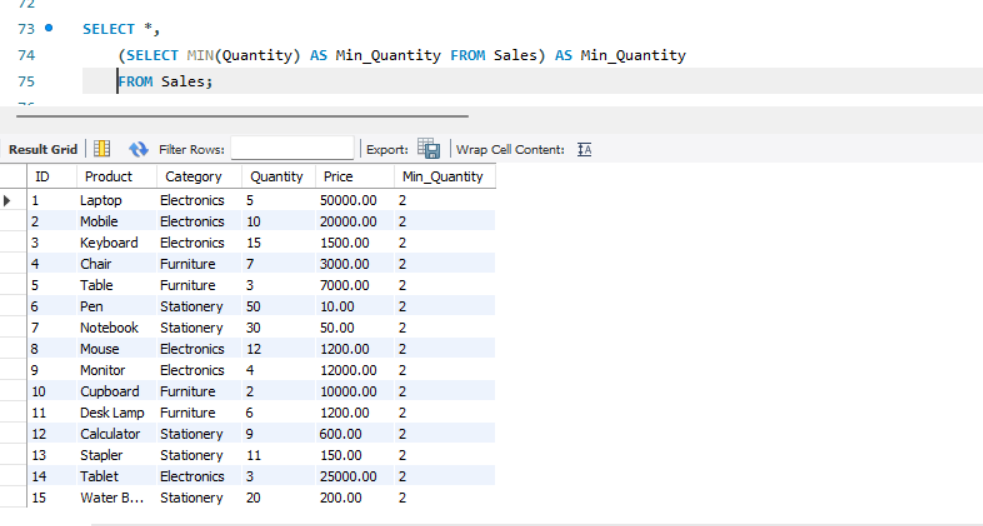 72
73 SELECT *,
74 (SELECT MIN(Quantity) AS Min_Quantity FROM Sales) AS Min_Quantity
75 FROM Sales;
76
Result Grid Filter Rows: Export: Wrap Cell Content: IA
ID Product Category Quantity Price Min_Quantity
1 Laptop Electronics 5 50000.00 2
2 Mobile Electronics 10 20000.00 2
3 Keyboard Electronics 15 1500.00 2
4 Chair Furniture 7 3000.00 2
5 Table Furniture 3 7000.00 2
6 Pen Stationery 50 10.00 2
7 Notebook Stationery 30 50.00 2
8 Mouse Electronics 12 1200.00 2
9 Monitor Electronics 4 12000.00 2
10 Cupboard Furniture 2 10000.00 2
11 Desk Lamp Furniture 6 1200.00 2
12 Calculator Stationery 9 600.00 2
13 Stapler Stationery 11 150.00 2
14 Tablet Electronics 3 25000.00 2
15 Water B... Stationery 20 200.00 2